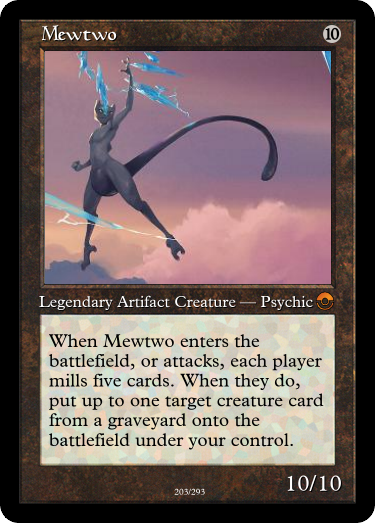 Mewtwo
10
Legendary Artifact Creature — Psychic
When Mewtwo enters the
battlefield, or attacks, each player
mills five cards. When they do,
put up to one target creature card
from a graveyard onto the
battlefield under your control.
203/293
10/10